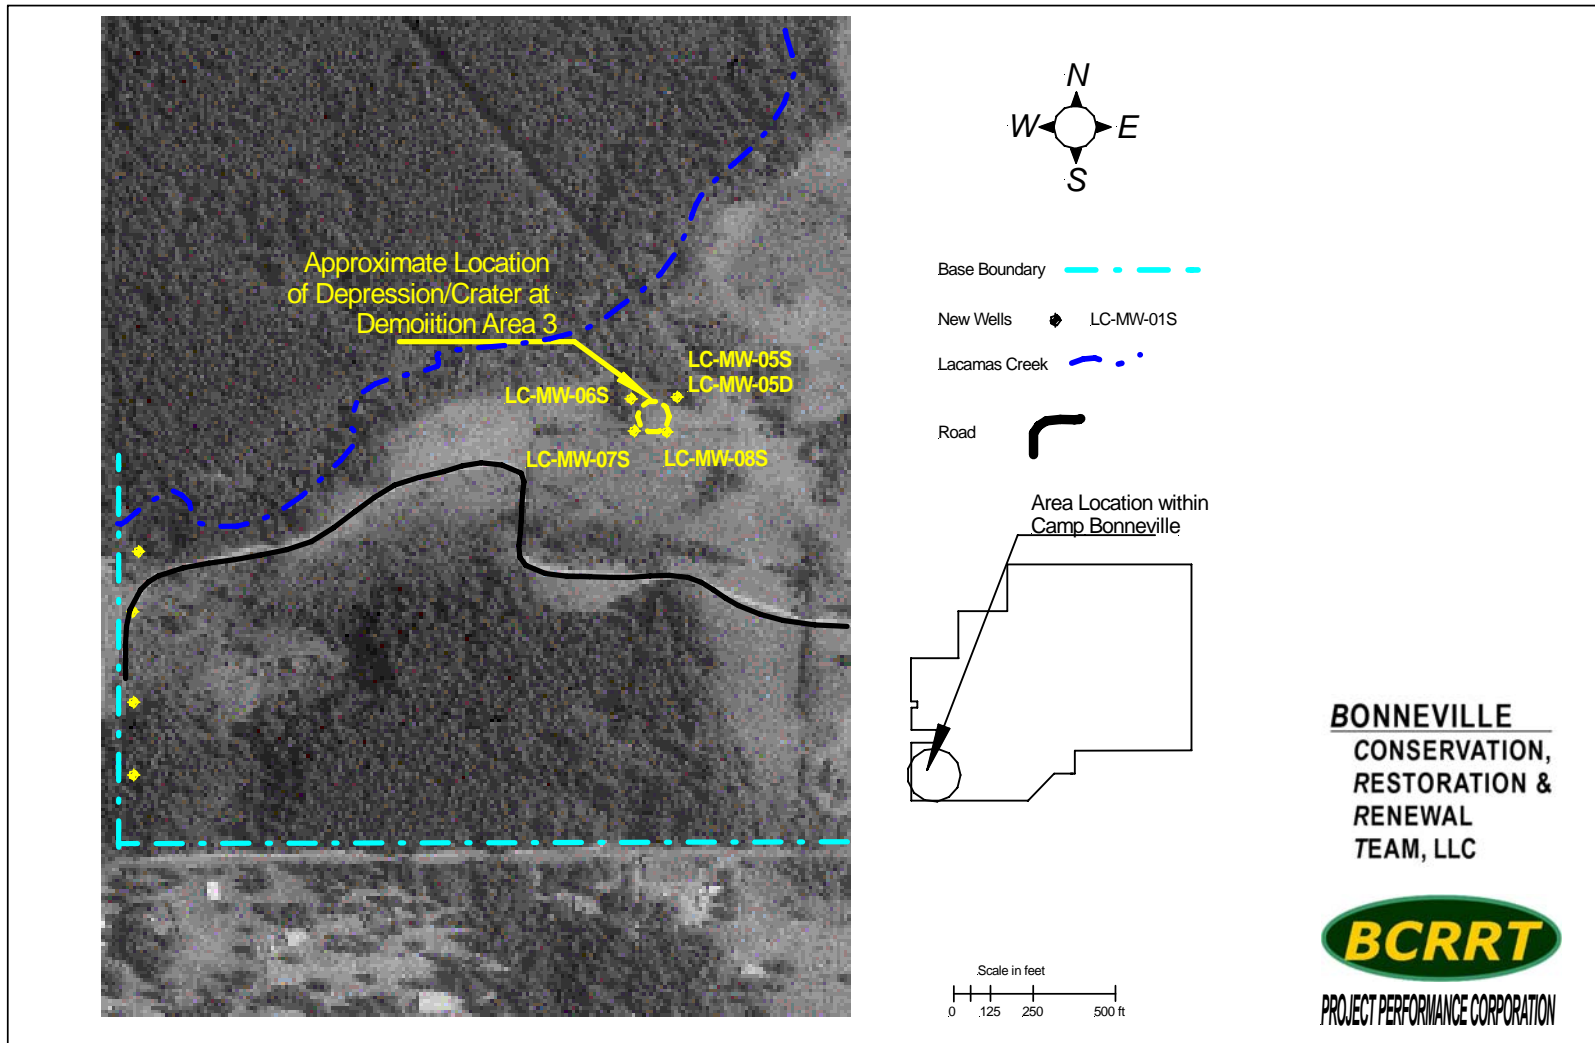 Approximate Location
of Depression/Crater at
Demoiition Area 3
LC-MW-05S
LC-MW-05D
LC-MW-06S
LC-MW-07S
LC-MW-08S
N
W
E
S
Base Boundary
New Wells
LC-MW-01S
Lacamas Creek
Road
Area Location within
Camp Bonneville
Scale in feet
0 125 250 500 ft
BONNEVILLE
CONSERVATION,
RESTORATION &
RENEWAL
TEAM, LLC
BCRRT
PROJECT PERFORMANCE CORPORATION